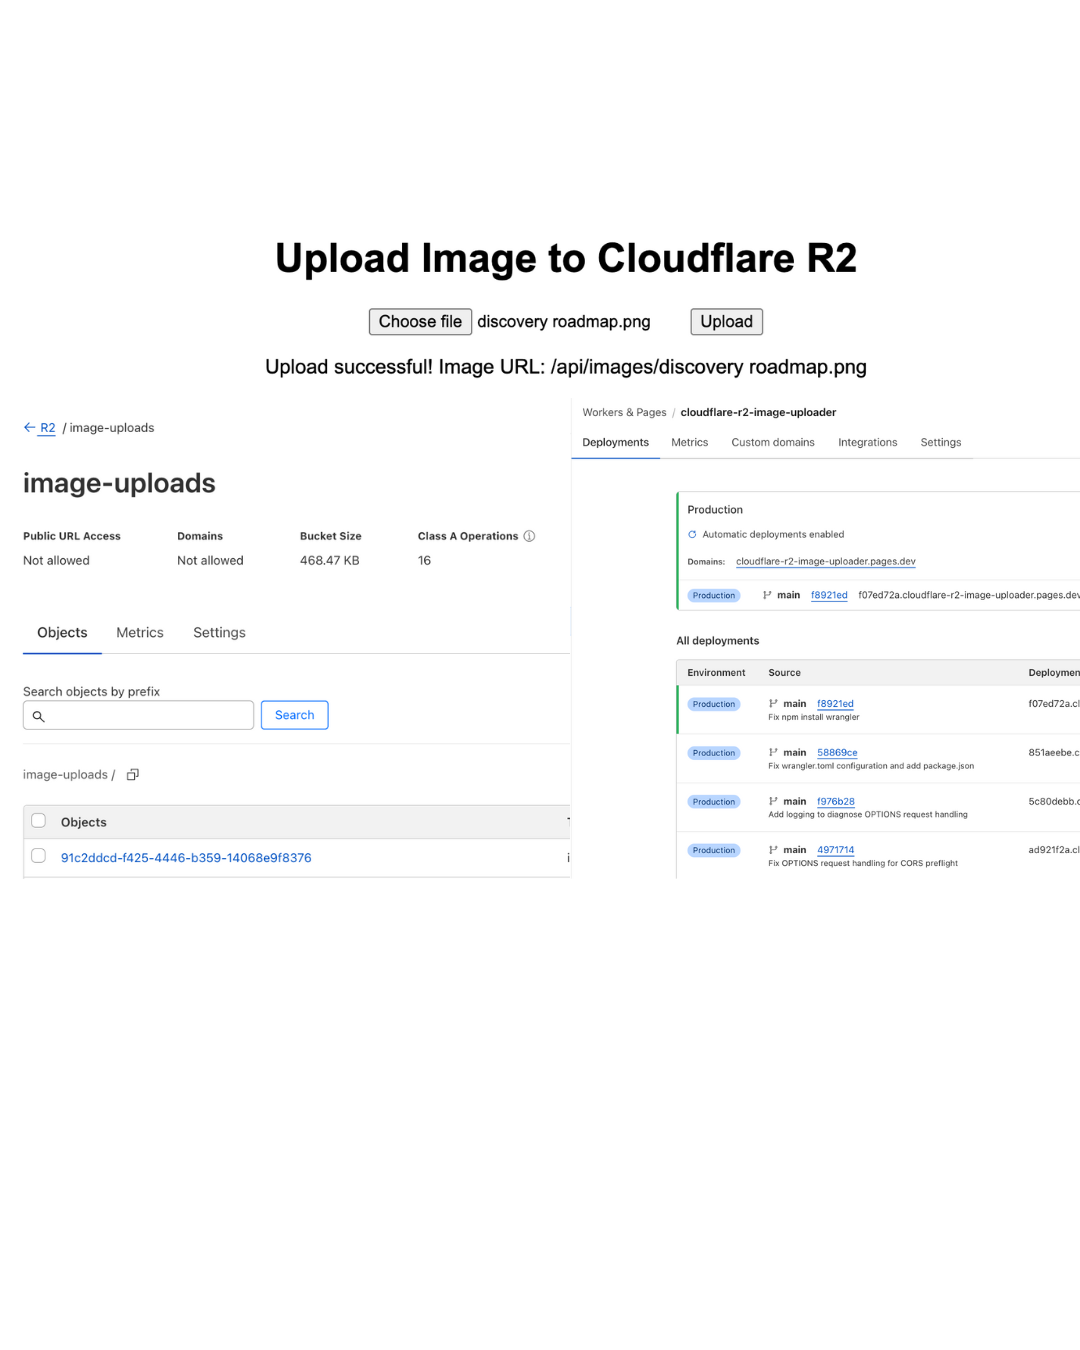 Upload Image to Cloudflare R2
Choose file discovery roadmap.png Upload
Upload successful! Image URL: /api/images/discovery roadmap.png
← R2 / image-uploads
image-uploads
Public URL Access Domains Bucket Size Class A Operations
Not allowed Not allowed 468.47 KB 16
Objects Metrics Settings
Search objects by prefix
Search
image-uploads /
Objects
91c2ddcd-f425-4446-b359-14068e9f8376
Workers & Pages / cloudflare-r2-image-uploader
Deployments Metrics Custom domains Integrations Settings
Production
Automatic deployments enabled
Domains: cloudflare-r2-image-uploader.pages.dev
Production main f8921ed f07ed72a.cloudflare-r2-image-uploader.pages.dev
All deployments
Environment Source Deploymen
Production main f8921ed f07ed72a.cl
Fix npm install wrangler
Production main 58869ce 851aeebe.c
Fix wrangler.toml configuration and add package.json
Production main f976b28 5c80debb.c
Add logging to diagnose OPTIONS request handling
Production main 4971714 ad921f2a.cl
Fix OPTIONS request handling for CORS preflight